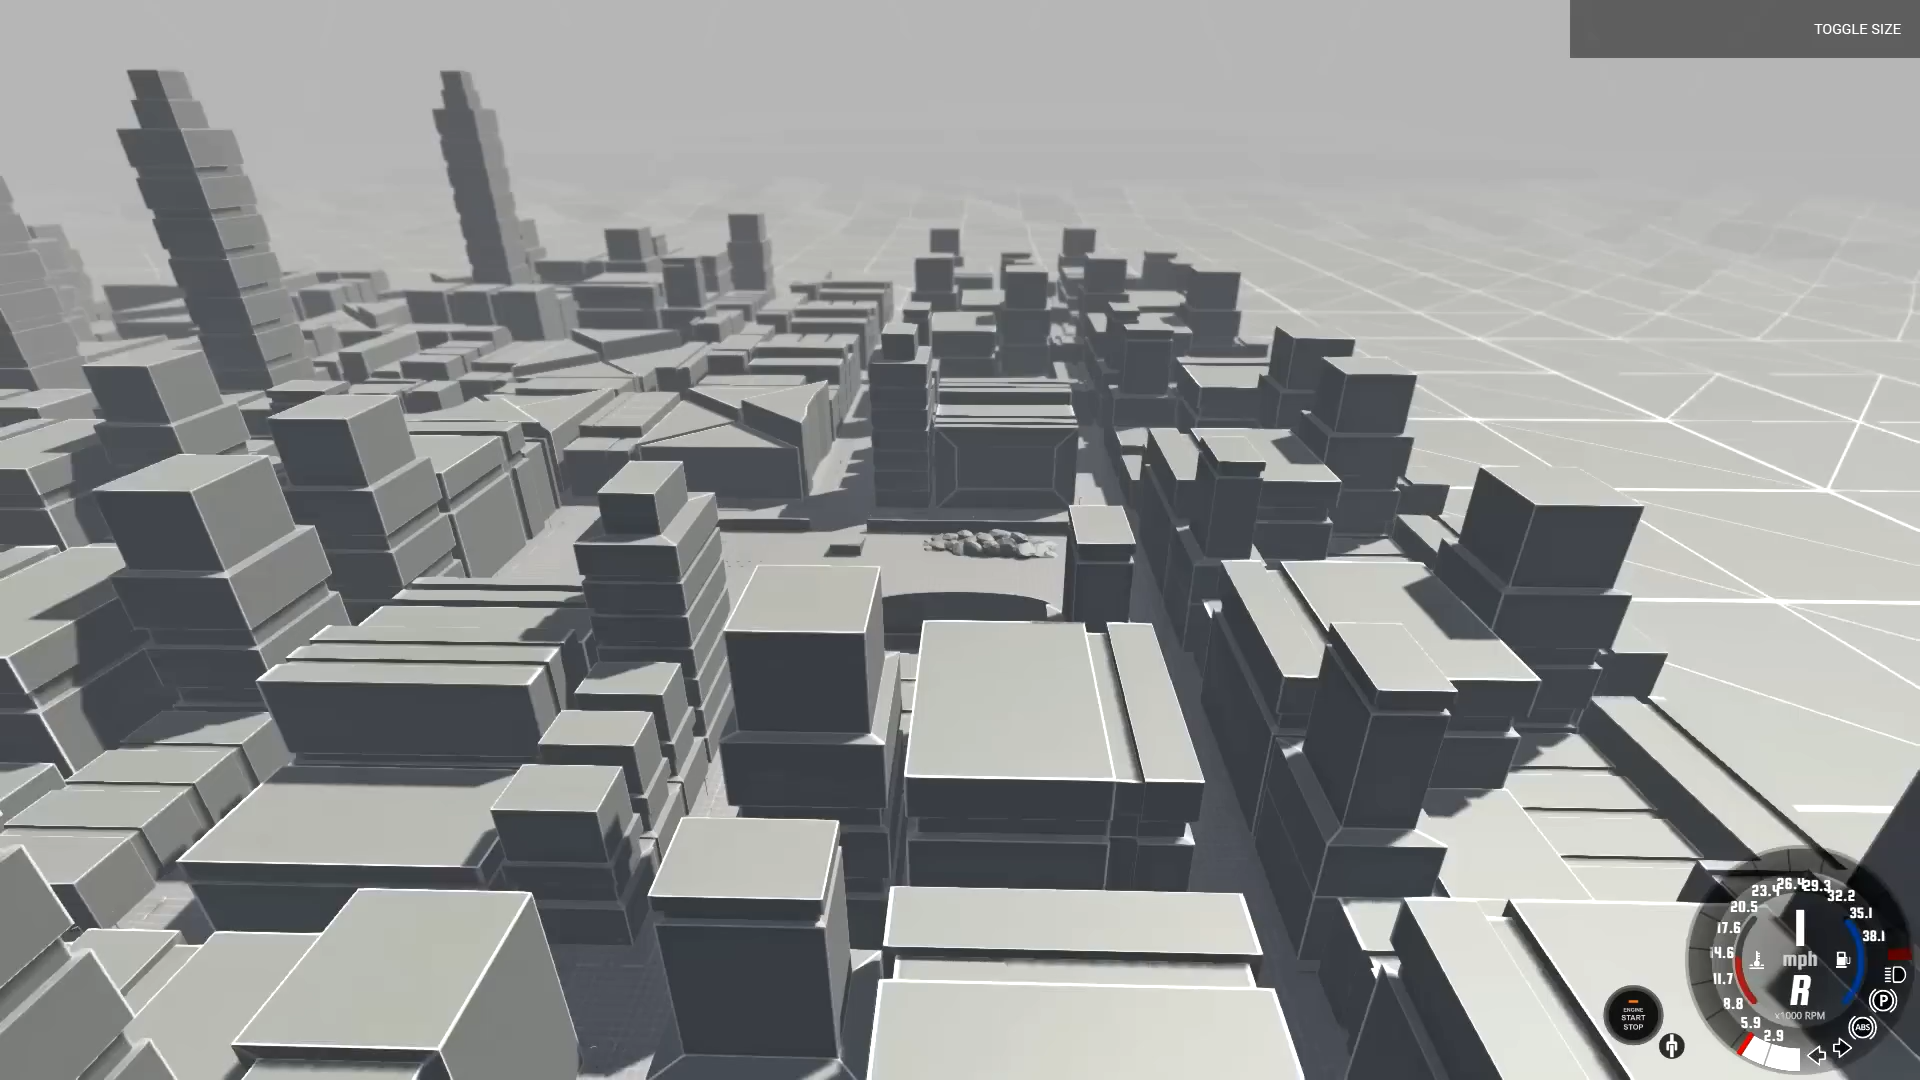 TOGGLE SIZE
23.4 26.4 29.3
32.2
20.5
35.1
17.6
38.1
14.6
mph
11.7
R
8.8
x1000 RPM
P
ENGINE
START
STOP
5.9
ABS
2.9